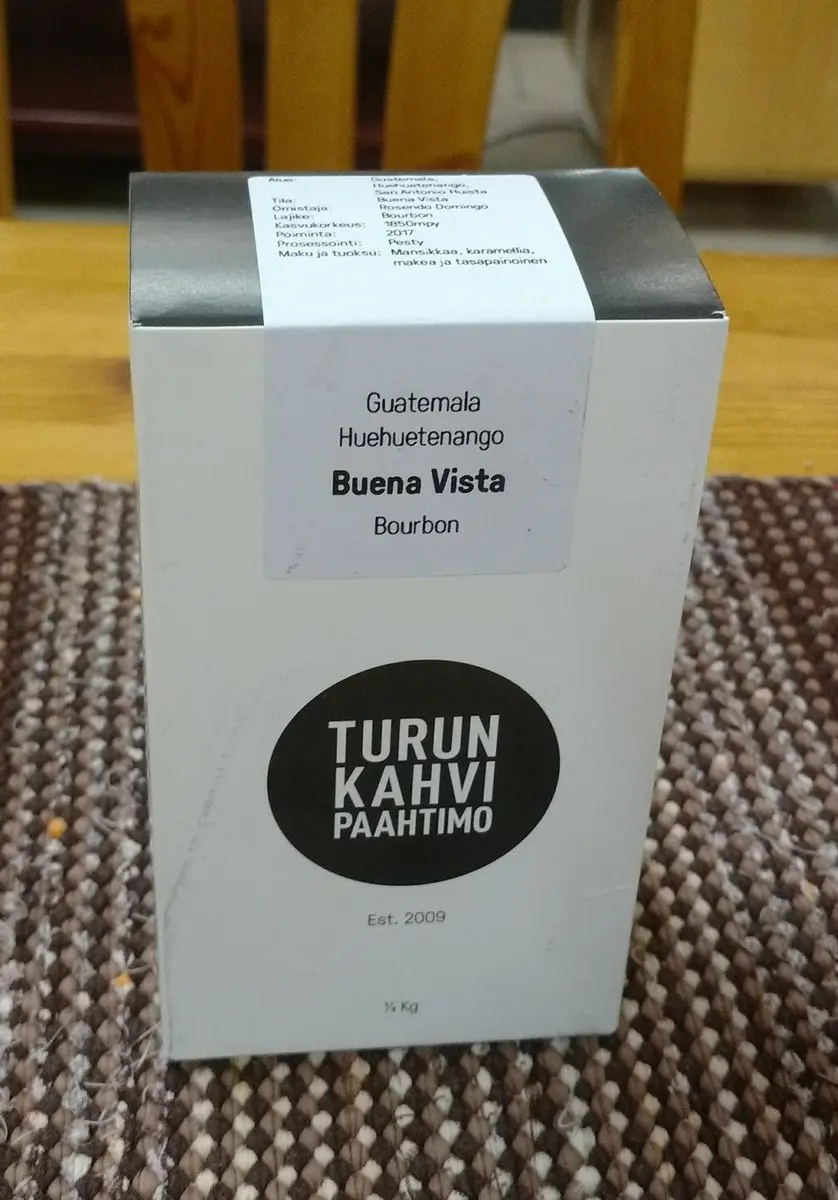 Alue: Guatemala,
Huehuetenango,
San Antonio Huista
Tila: Buena Vista
Omistaja: Rosendo Domingo
Lajike: Bourbon
Kasvukorkeus: 1850mpy
Poiminta: 2017
Prosessointi: Pesty
Maku ja tuoksu: Mansikkaa, karamellia,
makea ja tasapainoinen
Guatemala
Huehuetenango
Buena Vista
Bourbon
TURUN
KAHVI
PAAHTIMO
Est. 2009
¼ Kg